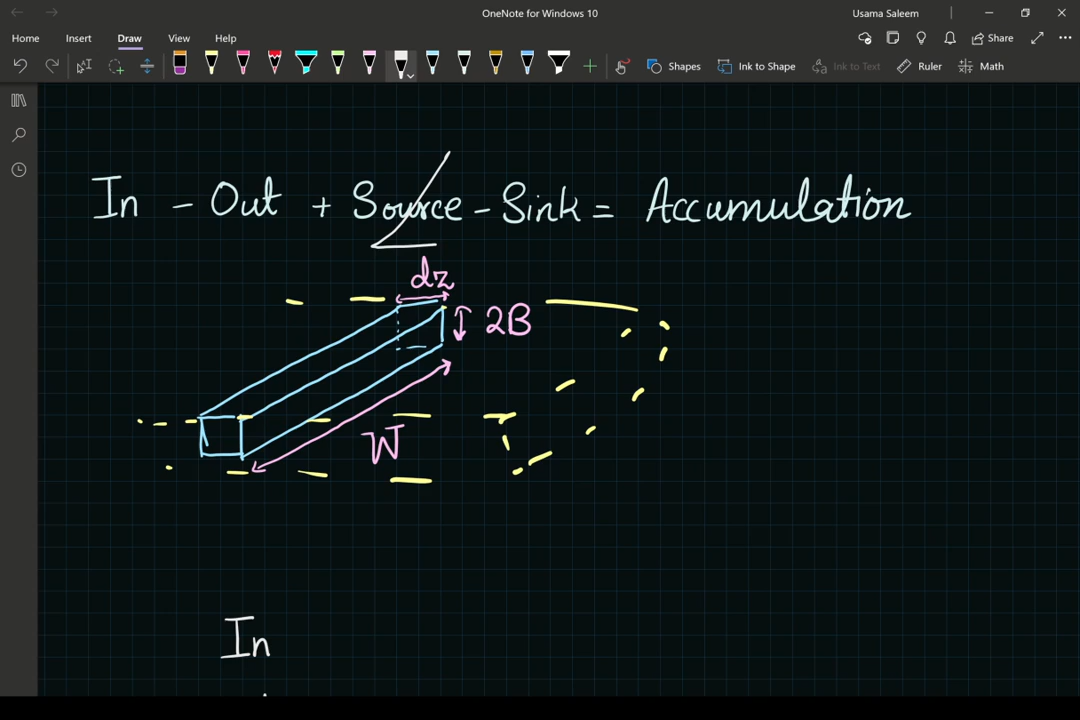 OneNote for Windows 10
Usama Saleem
Home Insert Draw View Help
Share
Shapes Ink to Shape Ink to Text Ruler Math
In - Out + Source - Sink = Accumulation
dz
2B
W
In